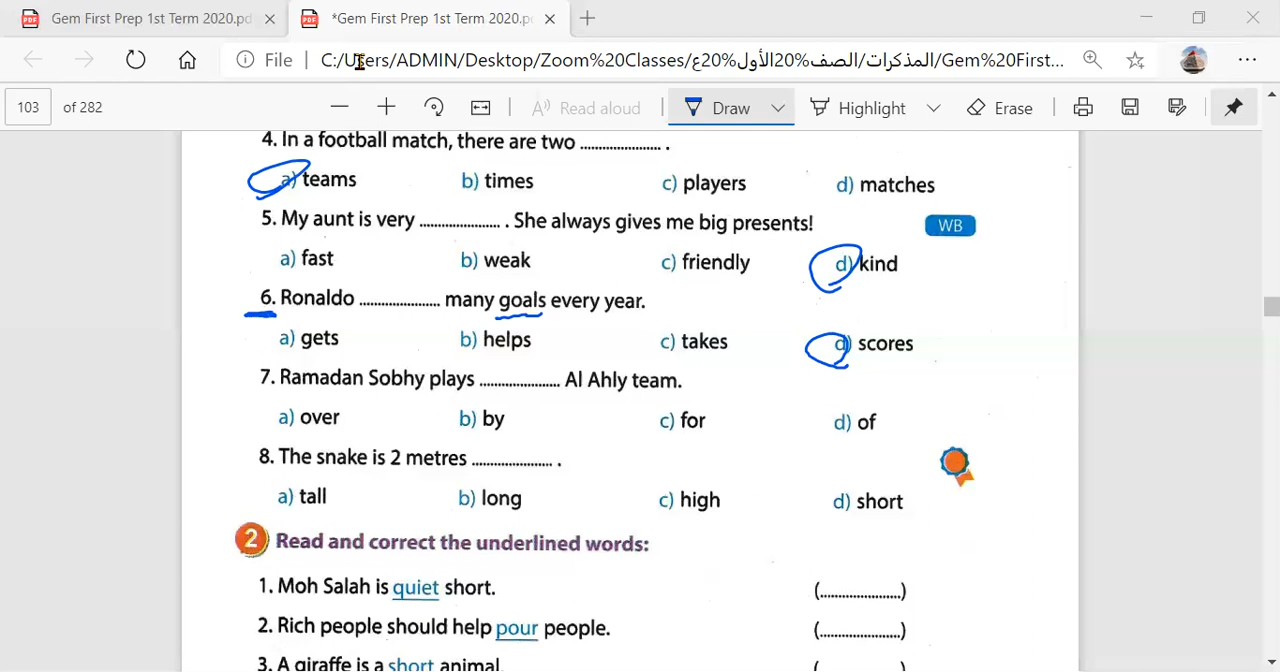 Gem First Prep 1st Term 2020.pd
*Gem First Prep 1st Term 2020.p
File
C:/Users/ADMIN/Desktop/Zoom%20Classes/المذكرات/الصف%20الأول%20ع/Gem%20First...
103 of 282
Read aloud
Draw
Highlight
Erase
4. In a football match, there are two ..................... .
a) teams b) times c) players d) matches
5. My aunt is very ..................... . She always gives me big presents!
WB
a) fast b) weak c) friendly d) kind
6. Ronaldo ..................... many goals every year.
a) gets b) helps c) takes d) scores
7. Ramadan Sobhy plays ..................... Al Ahly team.
a) over b) by c) for d) of
8. The snake is 2 metres ..................... .
a) tall b) long c) high d) short
2 Read and correct the underlined words:
1. Moh Salah is quiet short. (.....................)
2. Rich people should help pour people. (.....................)
3. A giraffe is a short animal.